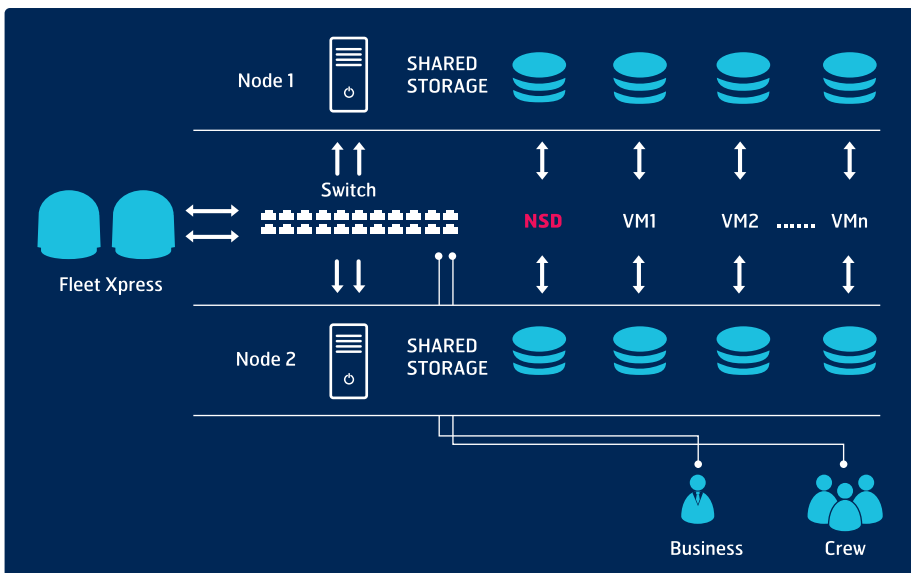 Node 1
SHARED
STORAGE
Switch
NSD
VM1
VM2
......
VMn
Fleet Xpress
Node 2
SHARED
STORAGE
Business
Crew